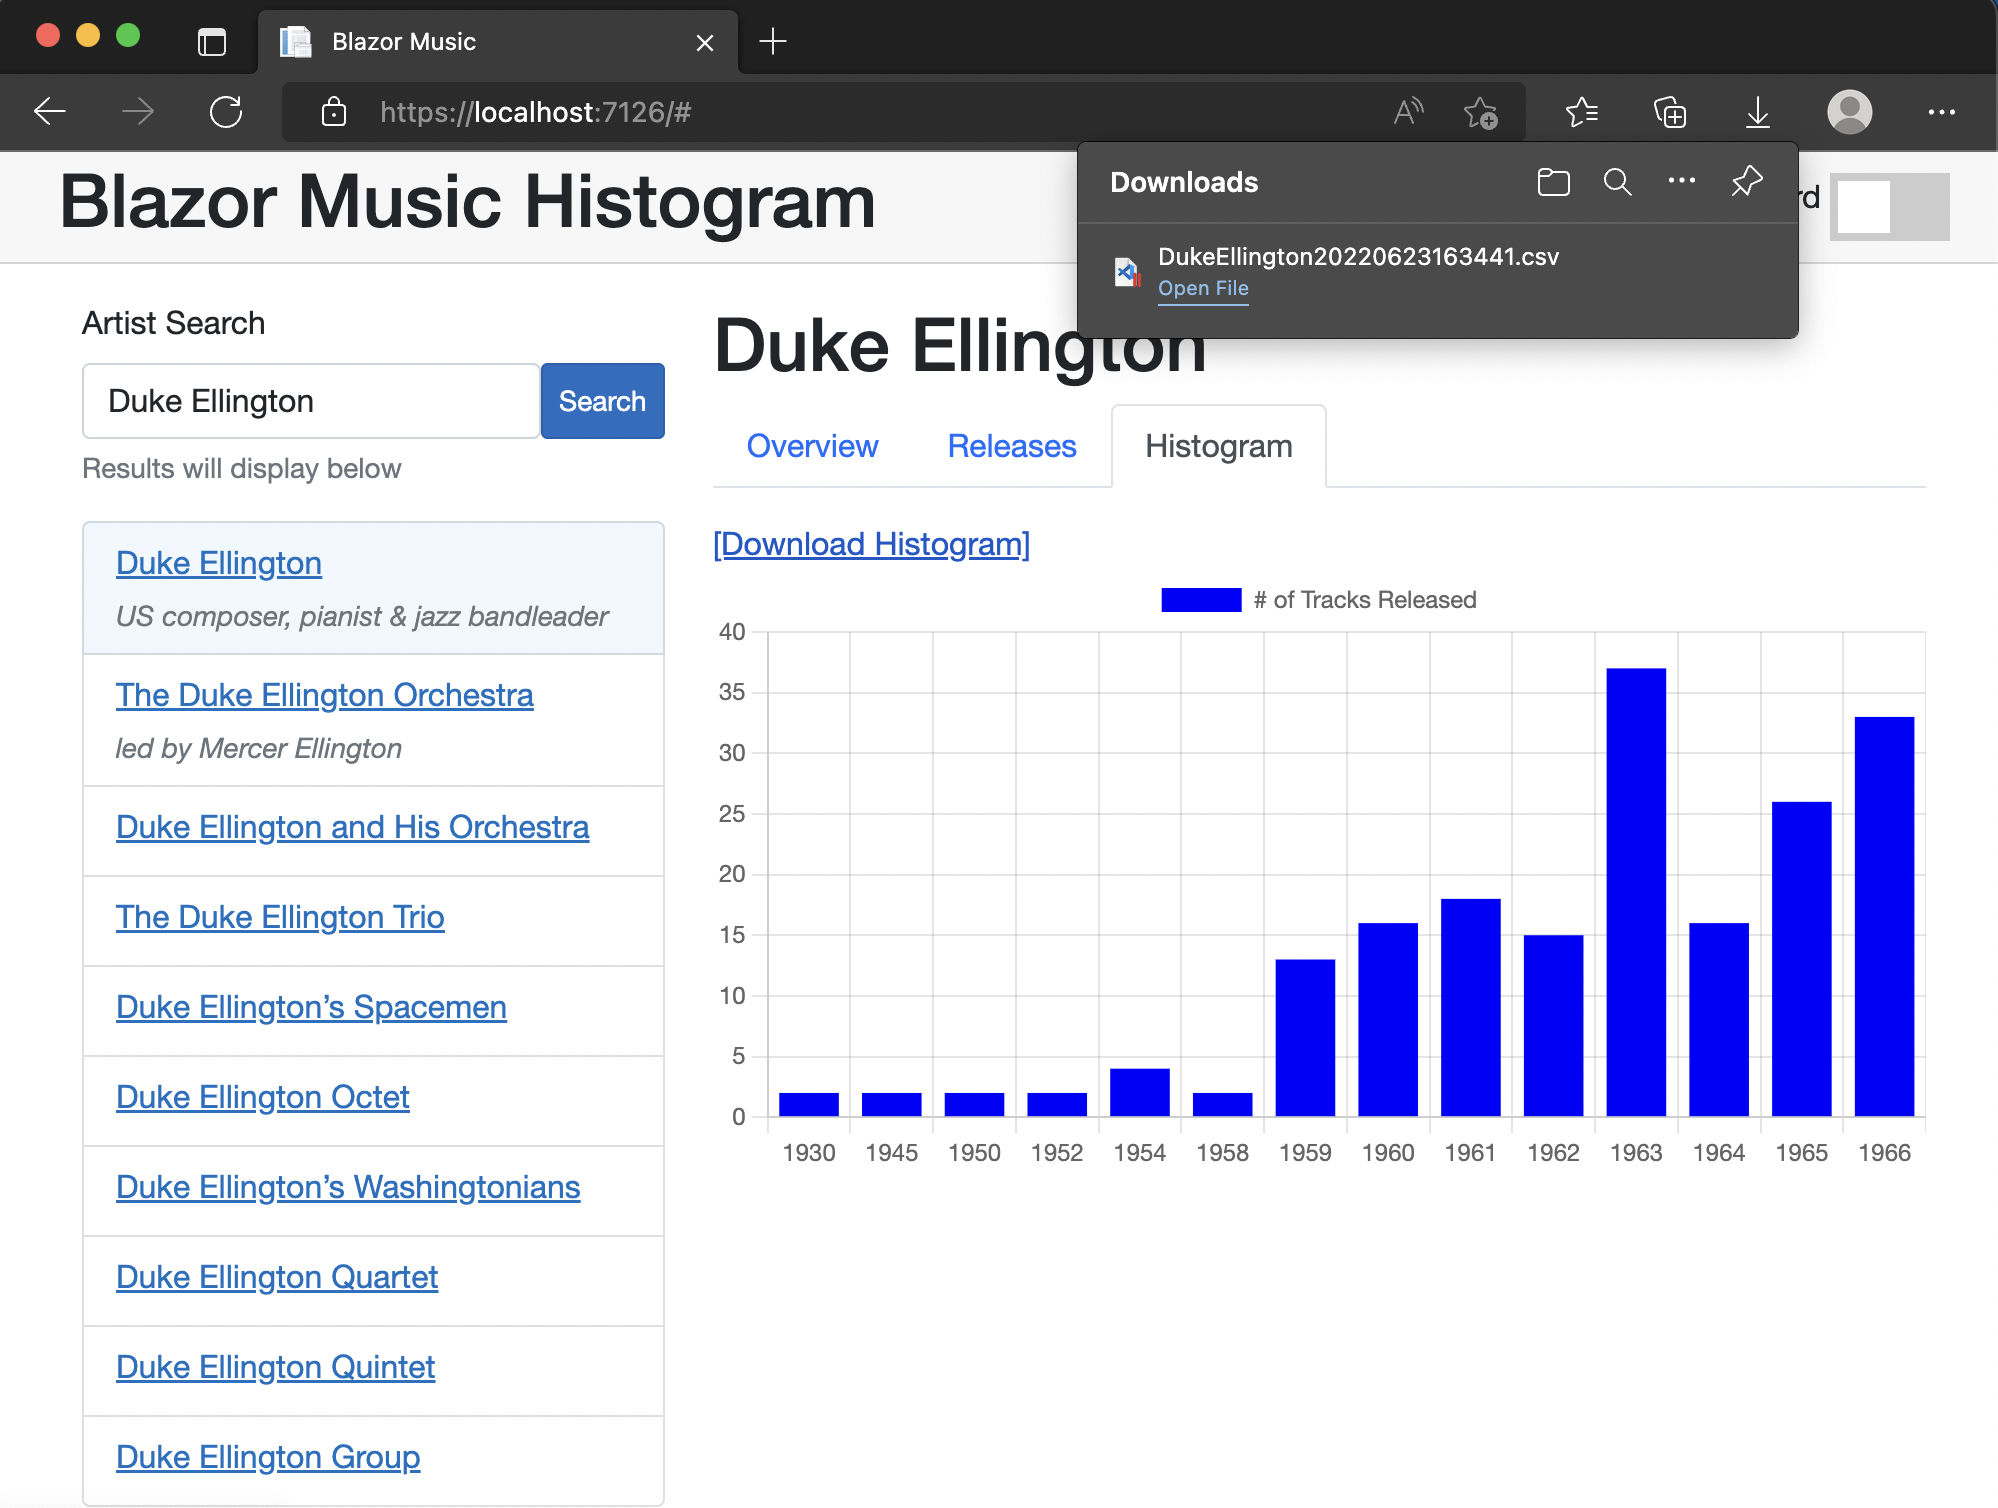 Blazor Music
https://localhost:7126/#
Blazor Music Histogram
Downloads
DukeEllington20220623163441.csv
Open File
Artist Search
Duke Ellington
Search
Results will display below
Duke Ellington
US composer, pianist & jazz bandleader
The Duke Ellington Orchestra
led by Mercer Ellington
Duke Ellington and His Orchestra
The Duke Ellington Trio
Duke Ellington’s Spacemen
Duke Ellington Octet
Duke Ellington’s Washingtonians
Duke Ellington Quartet
Duke Ellington Quintet
Duke Ellington Group
Duke Ellington
Overview Releases Histogram
[Download Histogram]
# of Tracks Released
40
35
30
25
20
15
10
5
0
1930 1945 1950 1952 1954 1958 1959 1960 1961 1962 1963 1964 1965 1966